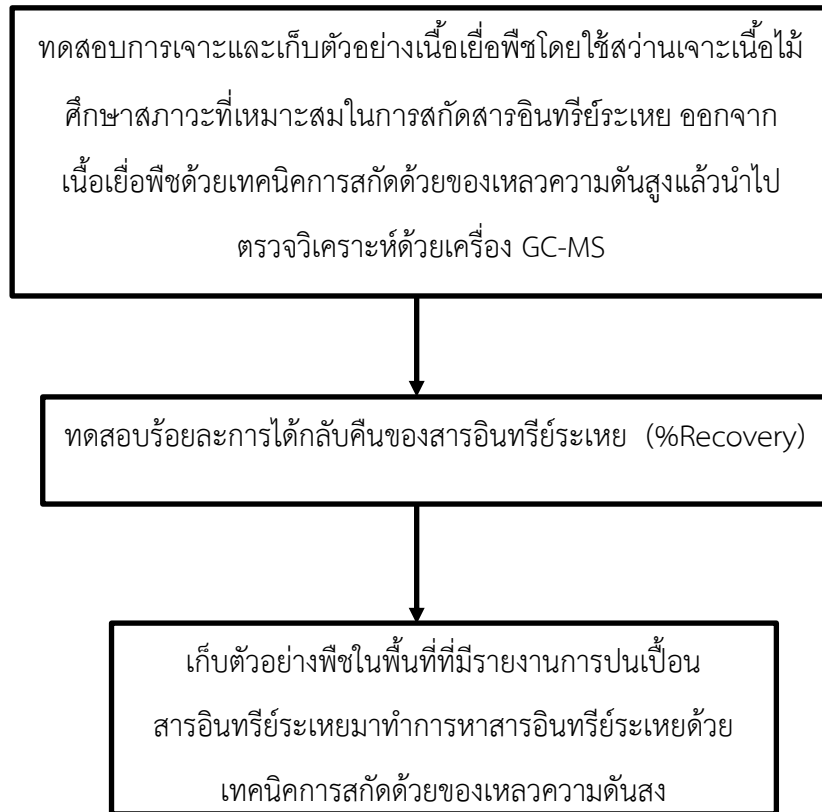 ทดสอบการเจาะและเก็บตัวอย่างเนื้อเยื่อพืชโดยใช้สว่านเจาะเนื้อไม้
ศึกษาสภาวะที่เหมาะสมในการสกัดสารอินทรีย์ระเหย ออกจาก
เนื้อเยื่อพืชด้วยเทคนิคการสกัดด้วยของเหลวความดันสูงแล้วนำไป
ตรวจวิเคราะห์ด้วยเครื่อง GC-MS
ทดสอบร้อยละการได้กลับคืนของสารอินทรีย์ระเหย (%Recovery)
เก็บตัวอย่างพืชในพื้นที่ที่มีรายงานการปนเปื้อน
สารอินทรีย์ระเหยมาทำการหาสารอินทรีย์ระเหยด้วย
เทคนิคการสกัดด้วยของเหลวความดันสง